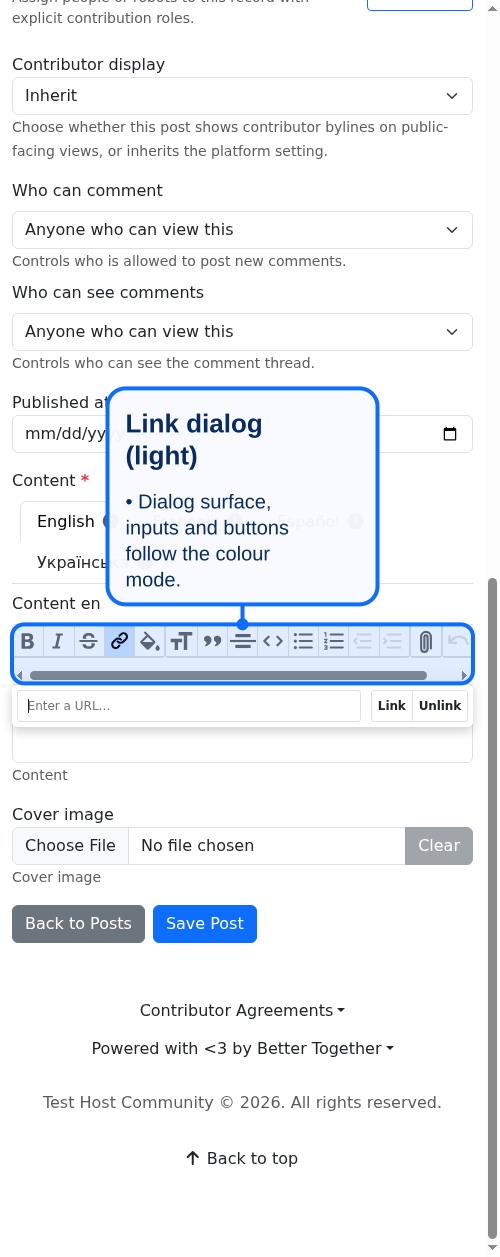 Assign people or robots to this record with
explicit contribution roles.
Contributor display
Inherit
Choose whether this post shows contributor bylines on public-
facing views, or inherits the platform setting.
Who can comment
Anyone who can view this
Controls who is allowed to post new comments.
Who can see comments
Anyone who can view this
Controls who can see the comment thread.
Published at
mm/dd/yyyy
Link dialog
(light)
• Dialog surface,
inputs and buttons
follow the colour
mode.
Content *
English
Español
Українська
Content en
Enter a URL...
Link
Unlink
Content
Cover image
Choose File
No file chosen
Clear
Cover image
Back to Posts
Save Post
Contributor Agreements
Powered with <3 by Better Together
Test Host Community © 2026. All rights reserved.
Back to top